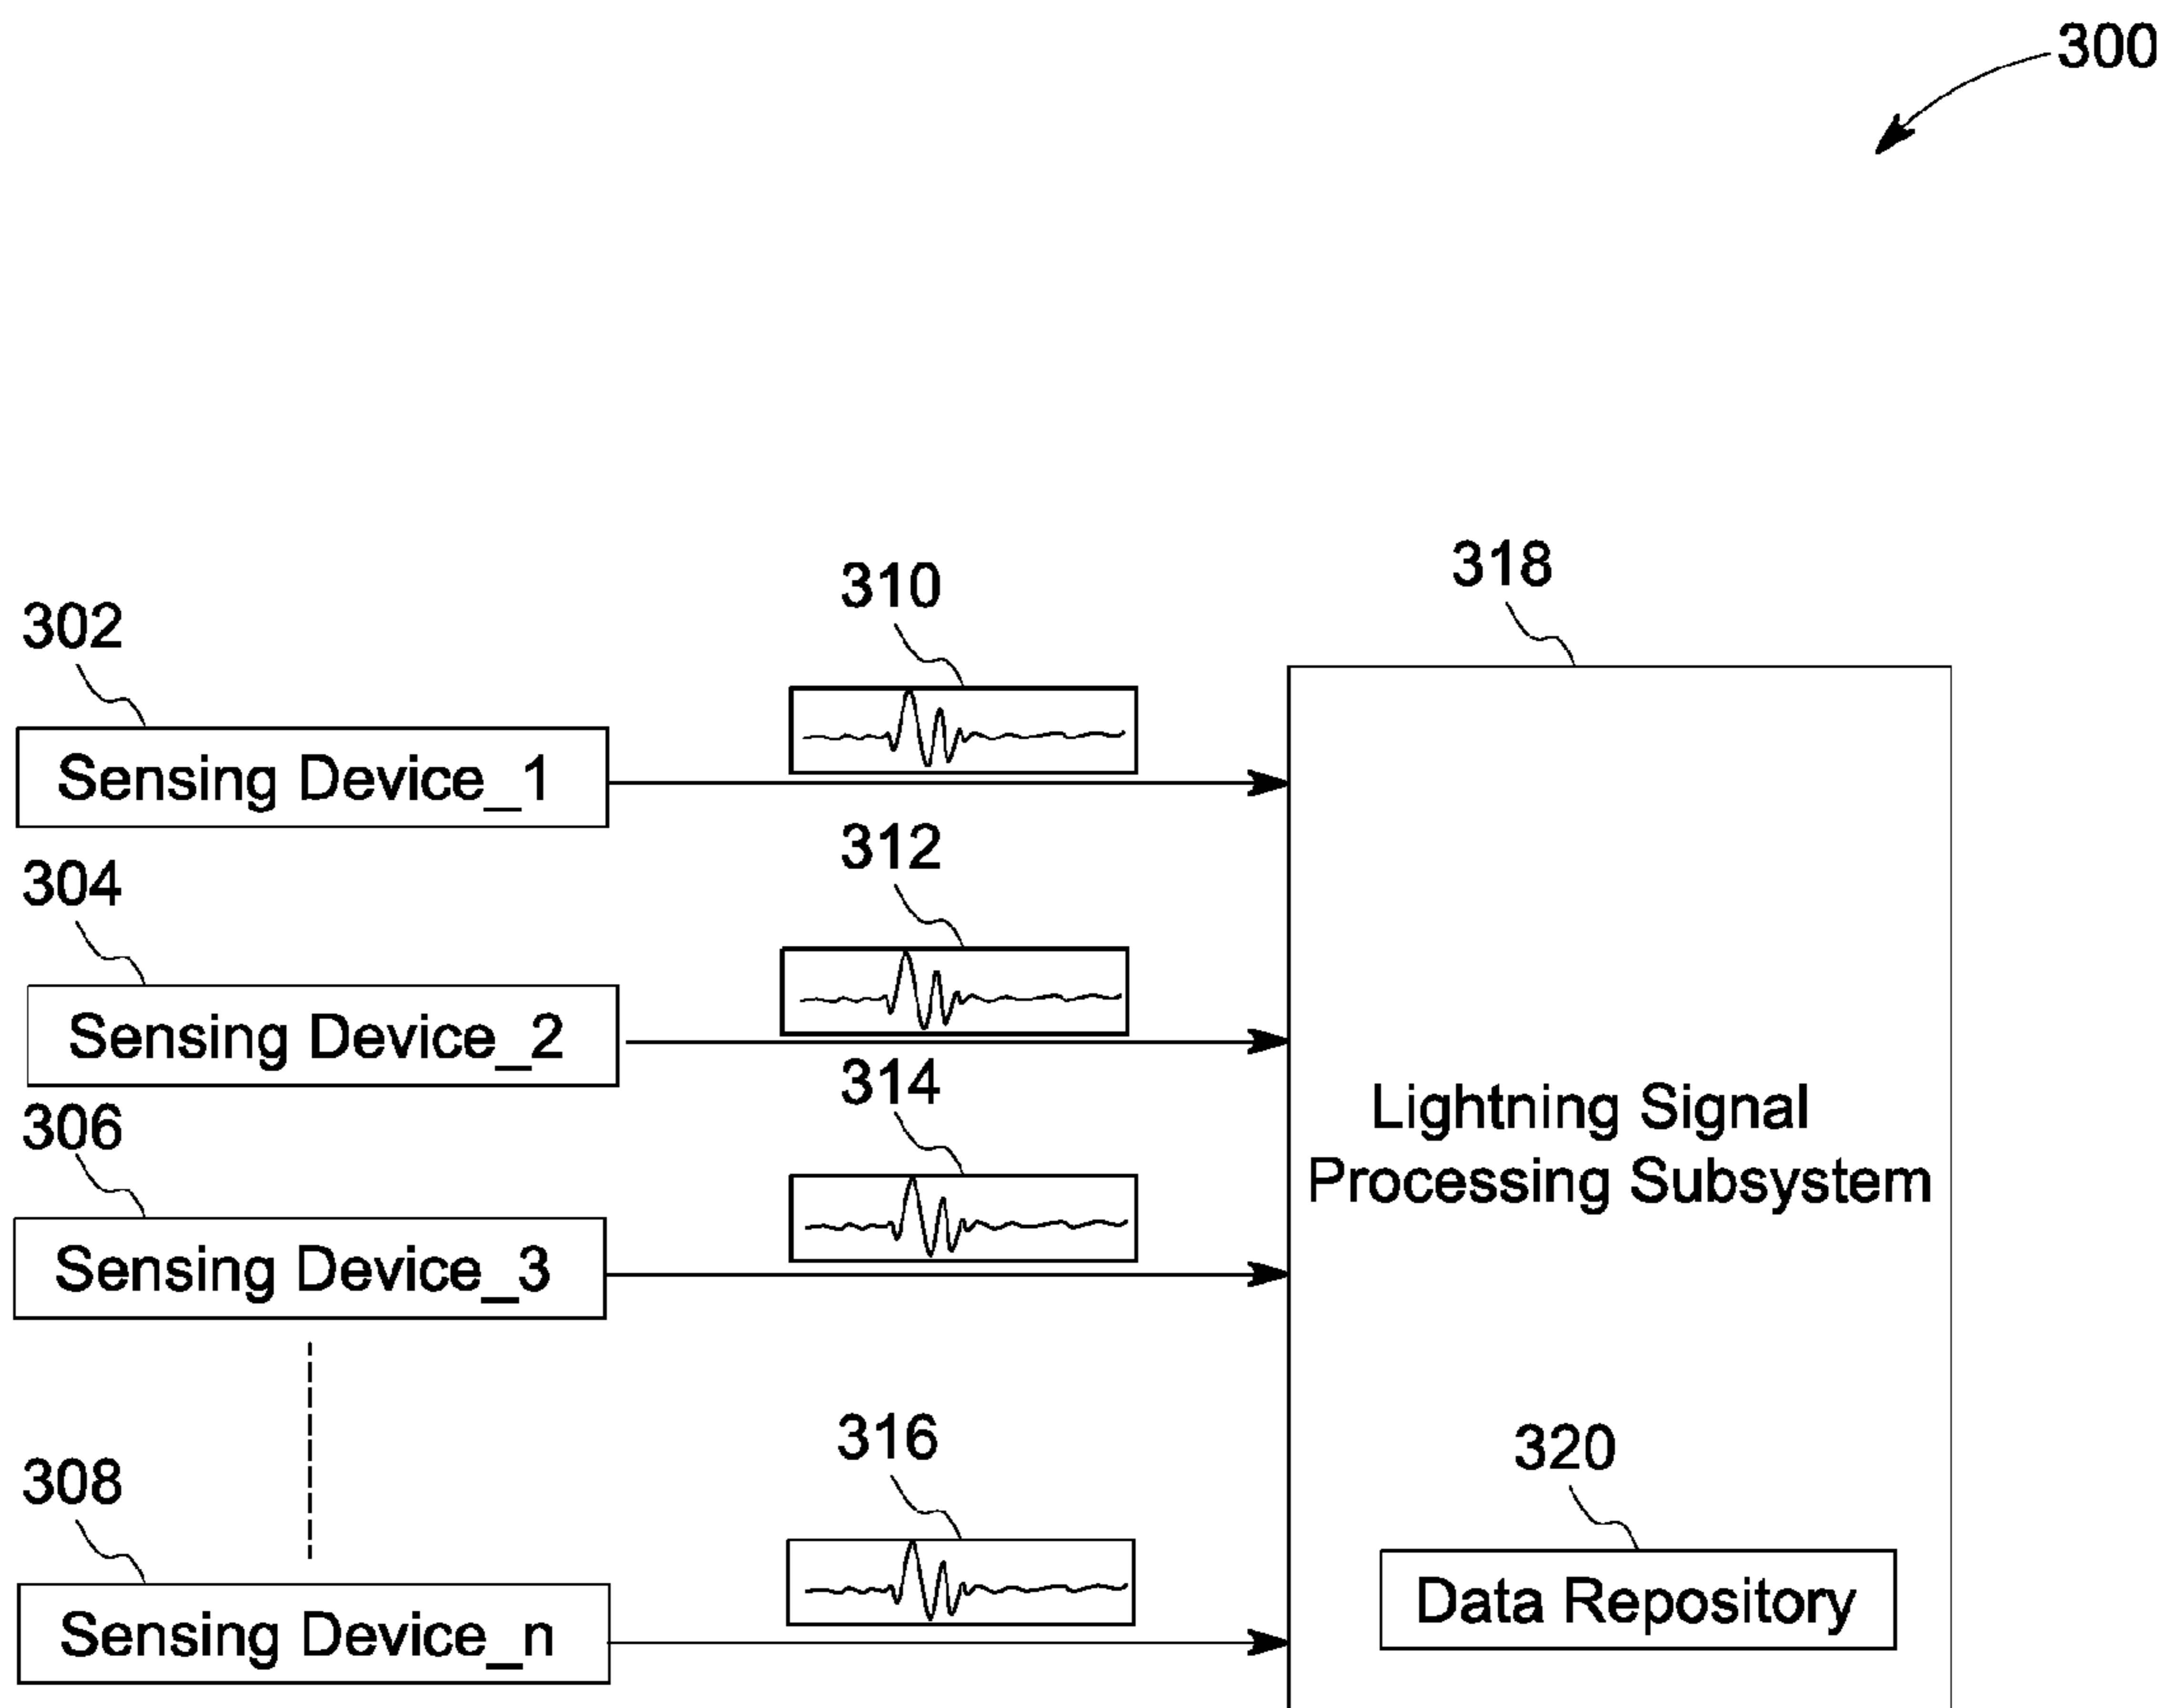 300
318
310
302
Sensing Device_1
312
304
Sensing Device_2
314
306
Lightning Signal
Processing Subsystem
Sensing Device_3
316
320
308
Data Repository
Sensing Device_n